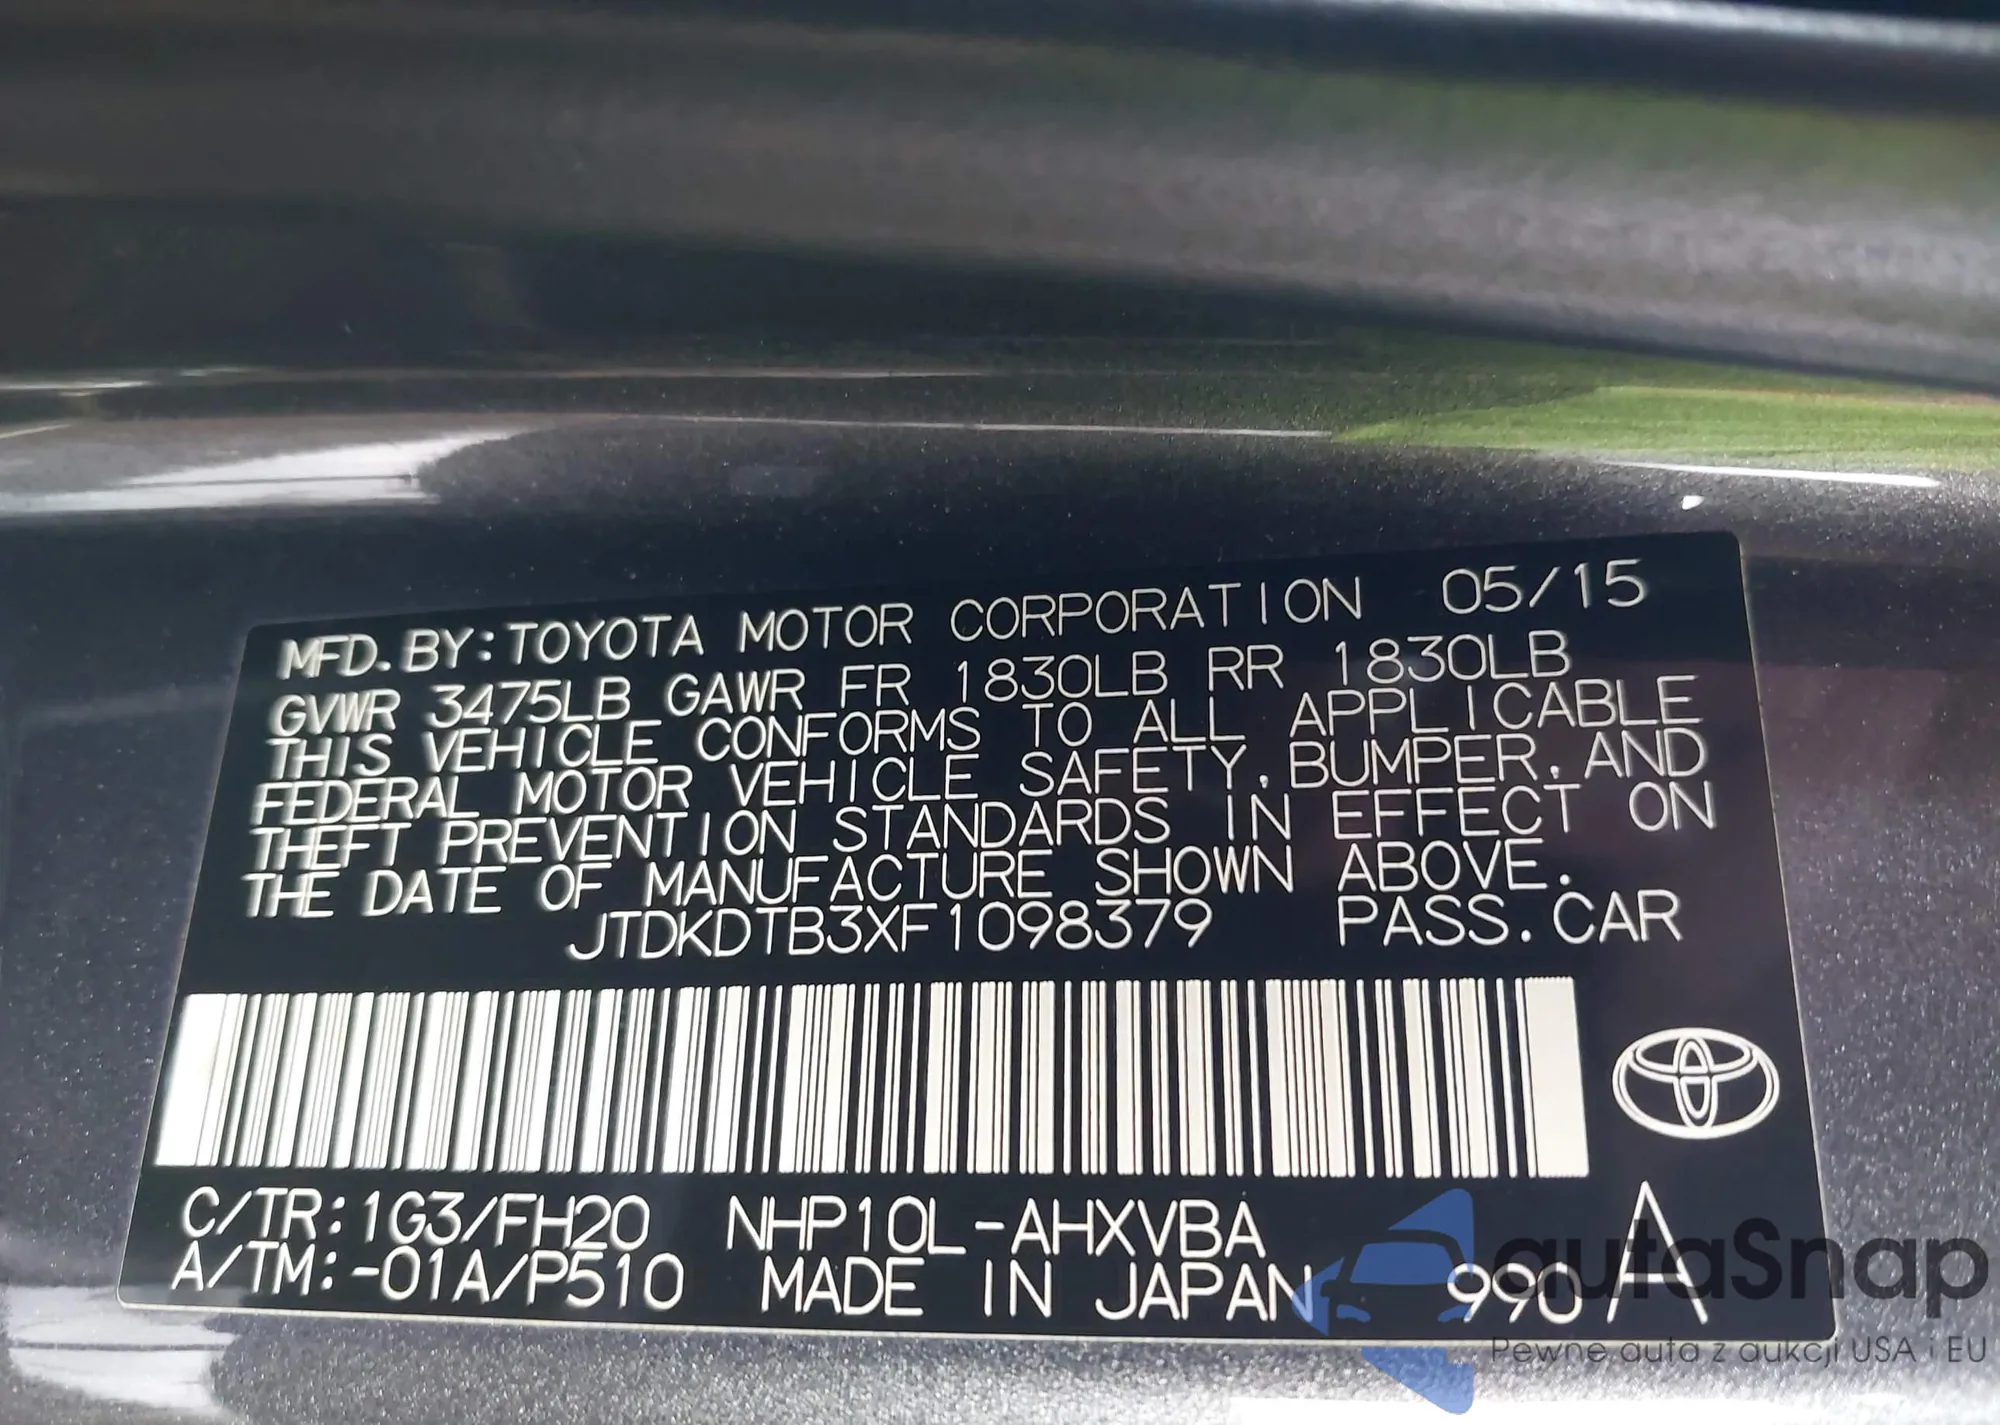 MFD. BY: TOYOTA MOTOR CORPORATION 05/15
GVWR 3475LB GAWR FR 1830LB RR 1830LB
THIS VEHICLE CONFORMS TO ALL APPLICABLE
FEDERAL MOTOR VEHICLE SAFETY, BUMPER, AND
THEFT PREVENTION STANDARDS IN EFFECT ON
THE DATE OF MANUFACTURE SHOWN ABOVE.
JTDKDTB3XF1098379 PASS. CAR
C/TR: 1G3/FH20 NHP10L-AHXVBA
A/TM: -01A/P510 MADE IN JAPAN 990 A
autaSnap
Pewne auta z aukcji USA i EU